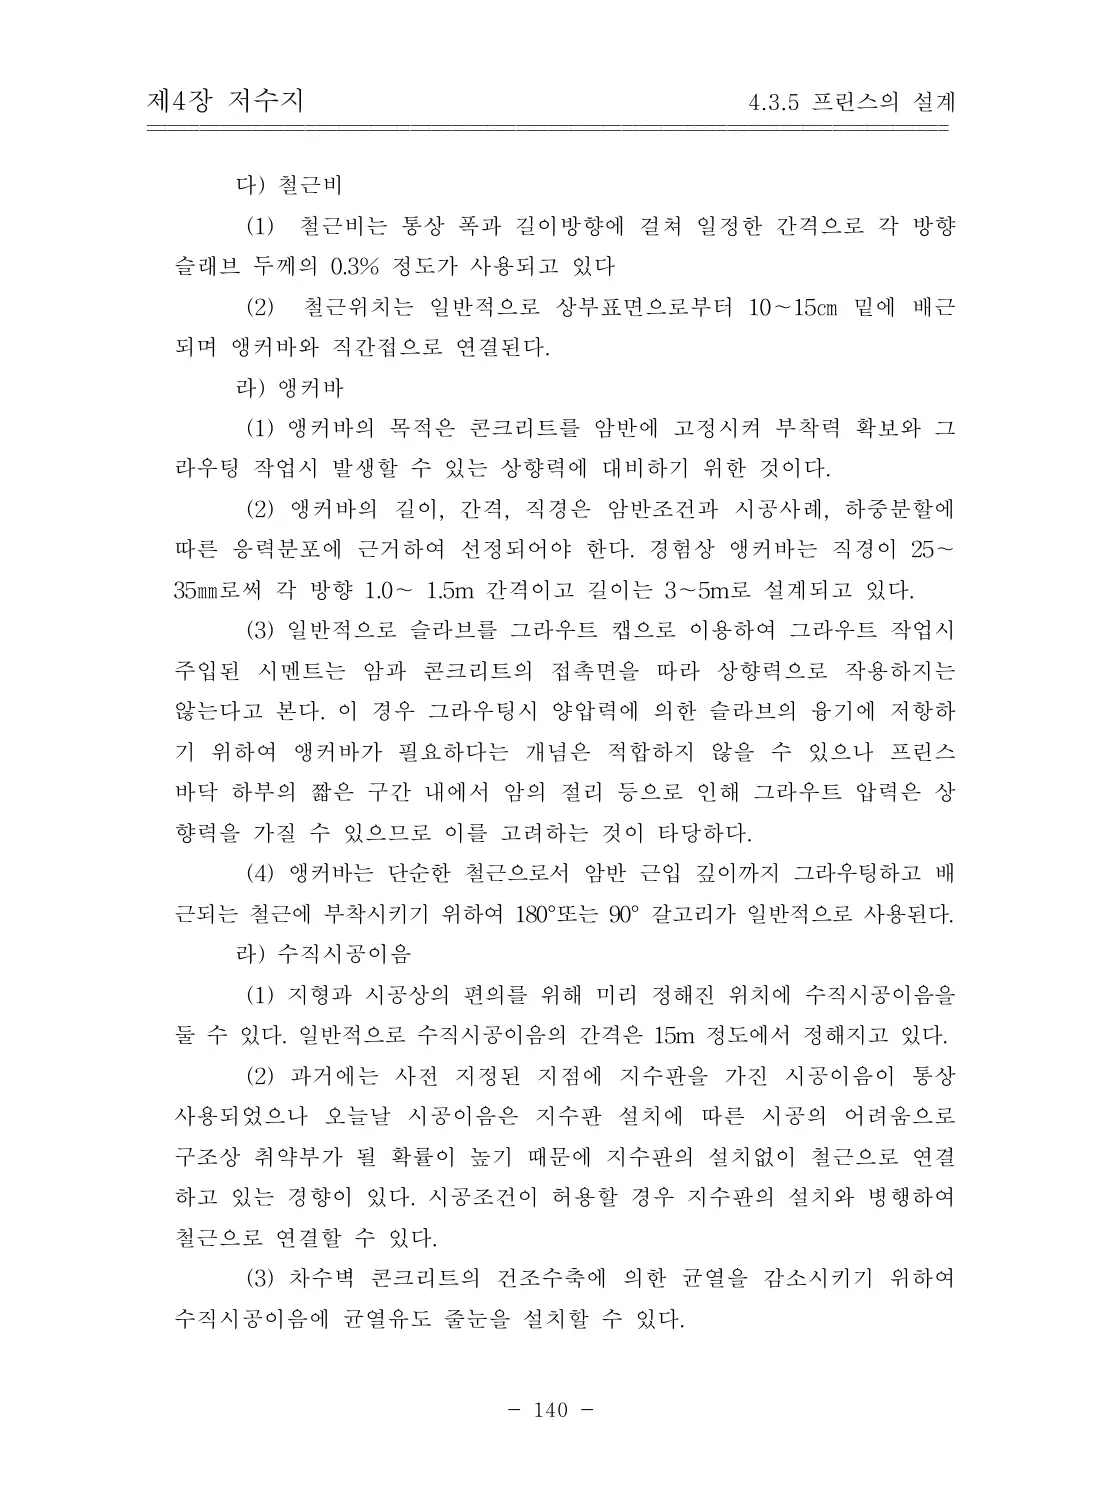 제4장 저수지
4.3.5 프린스의 설계
다) 철근비
(1) 철근비는 통상 폭과 길이방향에 걸쳐 일정한 간격으로 각 방향
슬래브 두께의 0.3% 정도가 사용되고 있다
(2) 철근위치는 일반적으로 상부표면으로부터 10～15㎝ 밑에 배근
되며 앵커바와 직간접으로 연결된다.
라) 앵커바
(1) 앵커바의 목적은 콘크리트를 암반에 고정시켜 부착력 확보와 그
라우팅 작업시 발생할 수 있는 상향력에 대비하기 위한 것이다.
(2) 앵커바의 길이, 간격, 직경은 암반조건과 시공사례, 하중분할에
따른 응력분포에 근거하여 선정되어야 한다. 경험상 앵커바는 직경이 25～
35㎜로써 각 방향 1.0～ 1.5m 간격이고 길이는 3～5m로 설계되고 있다.
(3) 일반적으로 슬라브를 그라우트 캡으로 이용하여 그라우트 작업시
주입된 시멘트는 암과 콘크리트의 접촉면을 따라 상향력으로 작용하지는
않는다고 본다. 이 경우 그라우팅시 양압력에 의한 슬라브의 융기에 저항하
기 위하여 앵커바가 필요하다는 개념은 적합하지 않을 수 있으나 프린스
바닥 하부의 짧은 구간 내에서 암의 절리 등으로 인해 그라우트 압력은 상
향력을 가질 수 있으므로 이를 고려하는 것이 타당하다.
(4) 앵커바는 단순한 철근으로서 암반 근입 깊이까지 그라우팅하고 배
근되는 철근에 부착시키기 위하여 180°또는 90° 갈고리가 일반적으로 사용된다.
라) 수직시공이음
(1) 지형과 시공상의 편의를 위해 미리 정해진 위치에 수직시공이음을
둘 수 있다. 일반적으로 수직시공이음의 간격은 15m 정도에서 정해지고 있다.
(2) 과거에는 사전 지정된 지점에 지수판을 가진 시공이음이 통상
사용되었으나 오늘날 시공이음은 지수판 설치에 따른 시공의 어려움으로
구조상 취약부가 될 확률이 높기 때문에 지수판의 설치없이 철근으로 연결
하고 있는 경향이 있다. 시공조건이 허용할 경우 지수판의 설치와 병행하여
철근으로 연결할 수 있다.
(3) 차수벽 콘크리트의 건조수축에 의한 균열을 감소시키기 위하여
수직시공이음에 균열유도 줄눈을 설치할 수 있다.
- 140 -